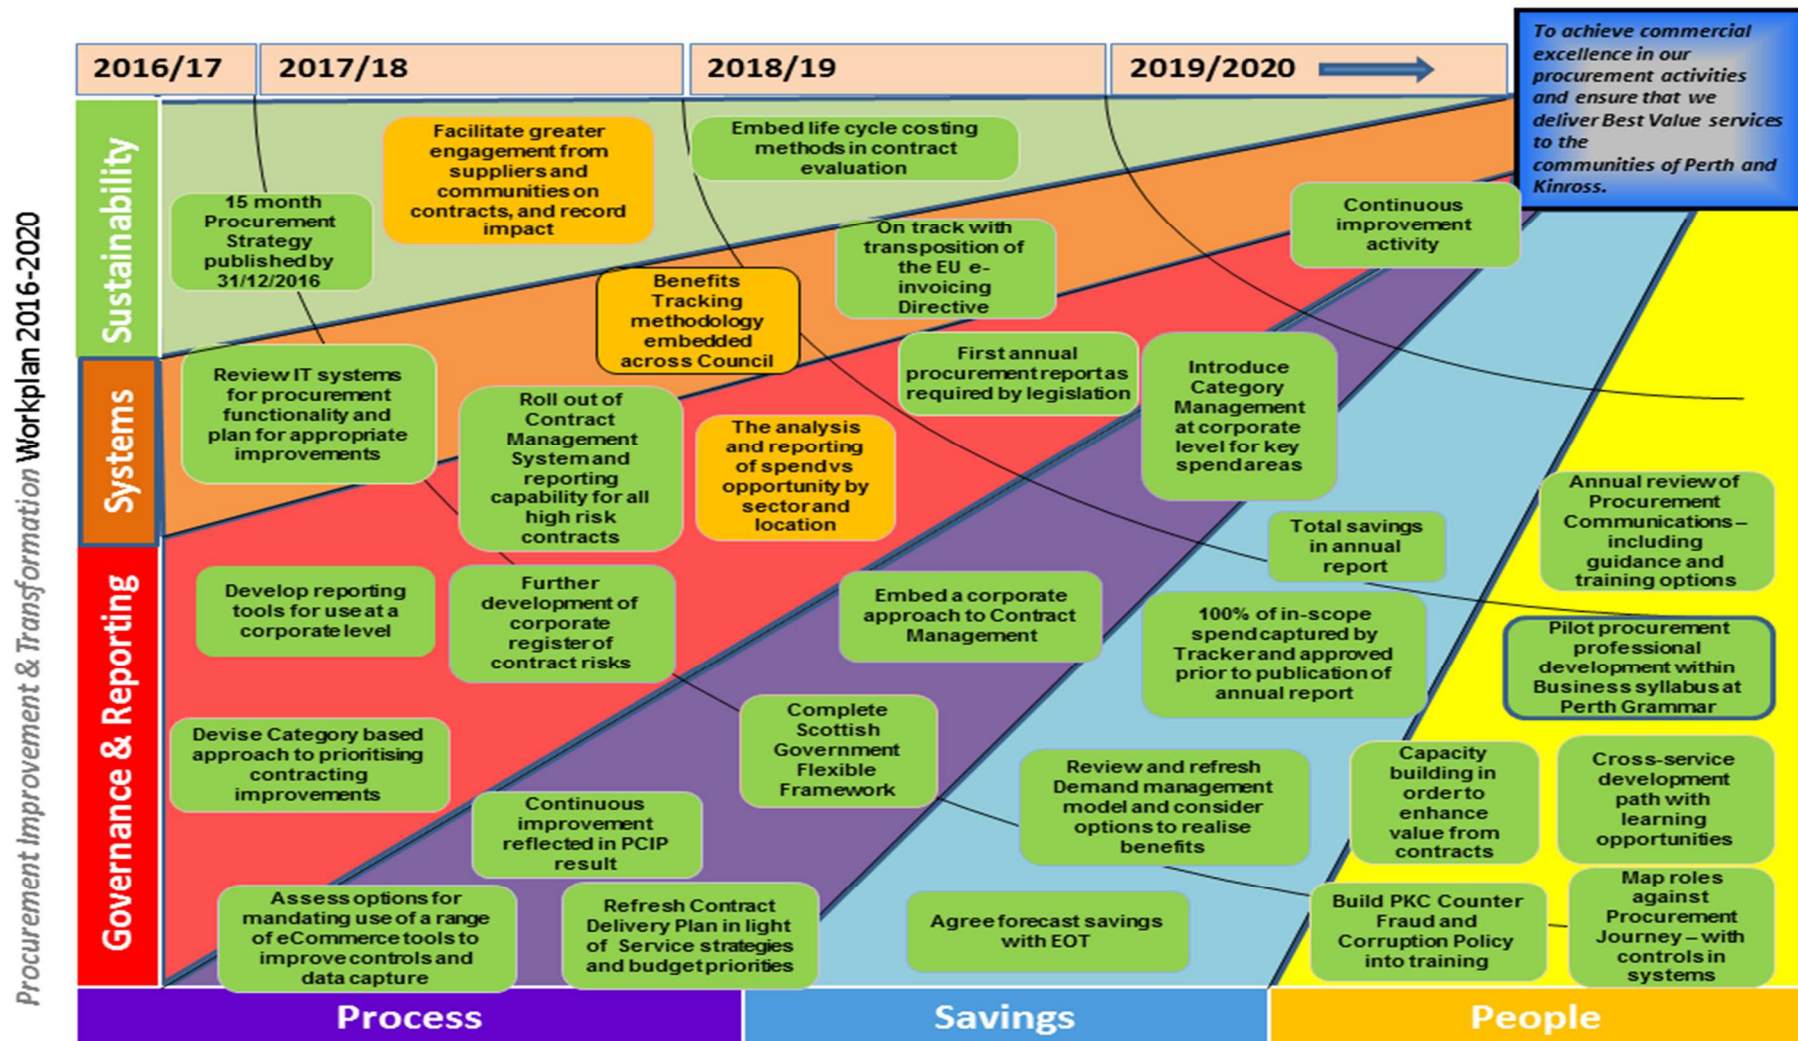 2016/17
2017/18
2018/19
2019/2020
To achieve commercial
excellence in our
procurement activities
and ensure that we
deliver Best Value services
to the
communities of Perth and
Kinross.
Procurement Improvement & Transformation Workplan 2016-2020
Sustainability
Systems
Governance & Reporting
Facilitate greater
engagement from
suppliers and
communities on
contracts, and record
impact
Embed life cycle costing
methods in contract
evaluation
15 month
Procurement
Strategy
published by
31/12/2016
On track with
transposition of
the EU e-
invoicing
Directive
Continuous
improvement
activity
Benefits
Tracking
methodology
embedded
across Council
Review IT systems
for procurement
functionality and
plan for appropriate
improvements
Roll out of
Contract
Management
System and
reporting
capability for all
high risk
contracts
The analysis
and reporting
of spend vs
opportunity by
sector and
location
First annual
procurement report as
required by legislation
Introduce
Category
Management
at corporate
level for key
spend areas
Total savings
in annual
report
Annual review of
Procurement
Communications –
including
guidance and
training options
Develop reporting
tools for use at a
corporate level
Further
development of
corporate
register of
contract risks
Embed a corporate
approach to Contract
Management
100% of in-scope
spend captured by
Tracker and approved
prior to publication of
annual report
Pilot procurement
professional
development within
Business syllabus at
Perth Grammar
Devise Category based
approach to prioritising
contracting
improvements
Complete
Scottish
Government
Flexible
Framework
Continuous
improvement
reflected in PCIP
result
Review and refresh
Demand management
model and consider
options to realise
benefits
Capacity
building in
order to
enhance
value from
contracts
Cross-service
development
path with
learning
opportunities
Assess options for
mandating use of a range
of eCommerce tools to
improve controls and
data capture
Refresh Contract
Delivery Plan in light
of Service strategies
and budget priorities
Agree forecast savings
with EOT
Build PKC Counter
Fraud and
Corruption Policy
into training
Map roles
against
Procurement
Journey – with
controls in
systems
Process
Savings
People